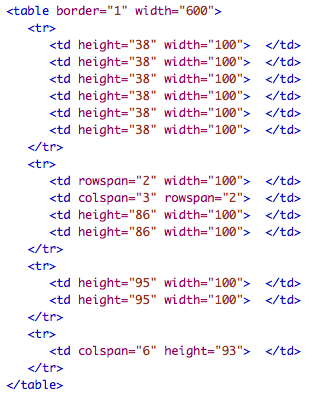 <table border="1" width="600">
<tr>
<td height="38" width="100">  </td>
<td height="38" width="100">  </td>
<td height="38" width="100">  </td>
<td height="38" width="100">  </td>
<td height="38" width="100">  </td>
<td height="38" width="100">  </td>
</tr>
<tr>
<td rowspan="2" width="100">  </td>
<td colspan="3" rowspan="2">  </td>
<td height="86" width="100">  </td>
<td height="86" width="100">  </td>
</tr>
<tr>
<td height="95" width="100">  </td>
<td height="95" width="100">  </td>
</tr>
<tr>
<td colspan="6" height="93">  </td>
</tr>
</table>